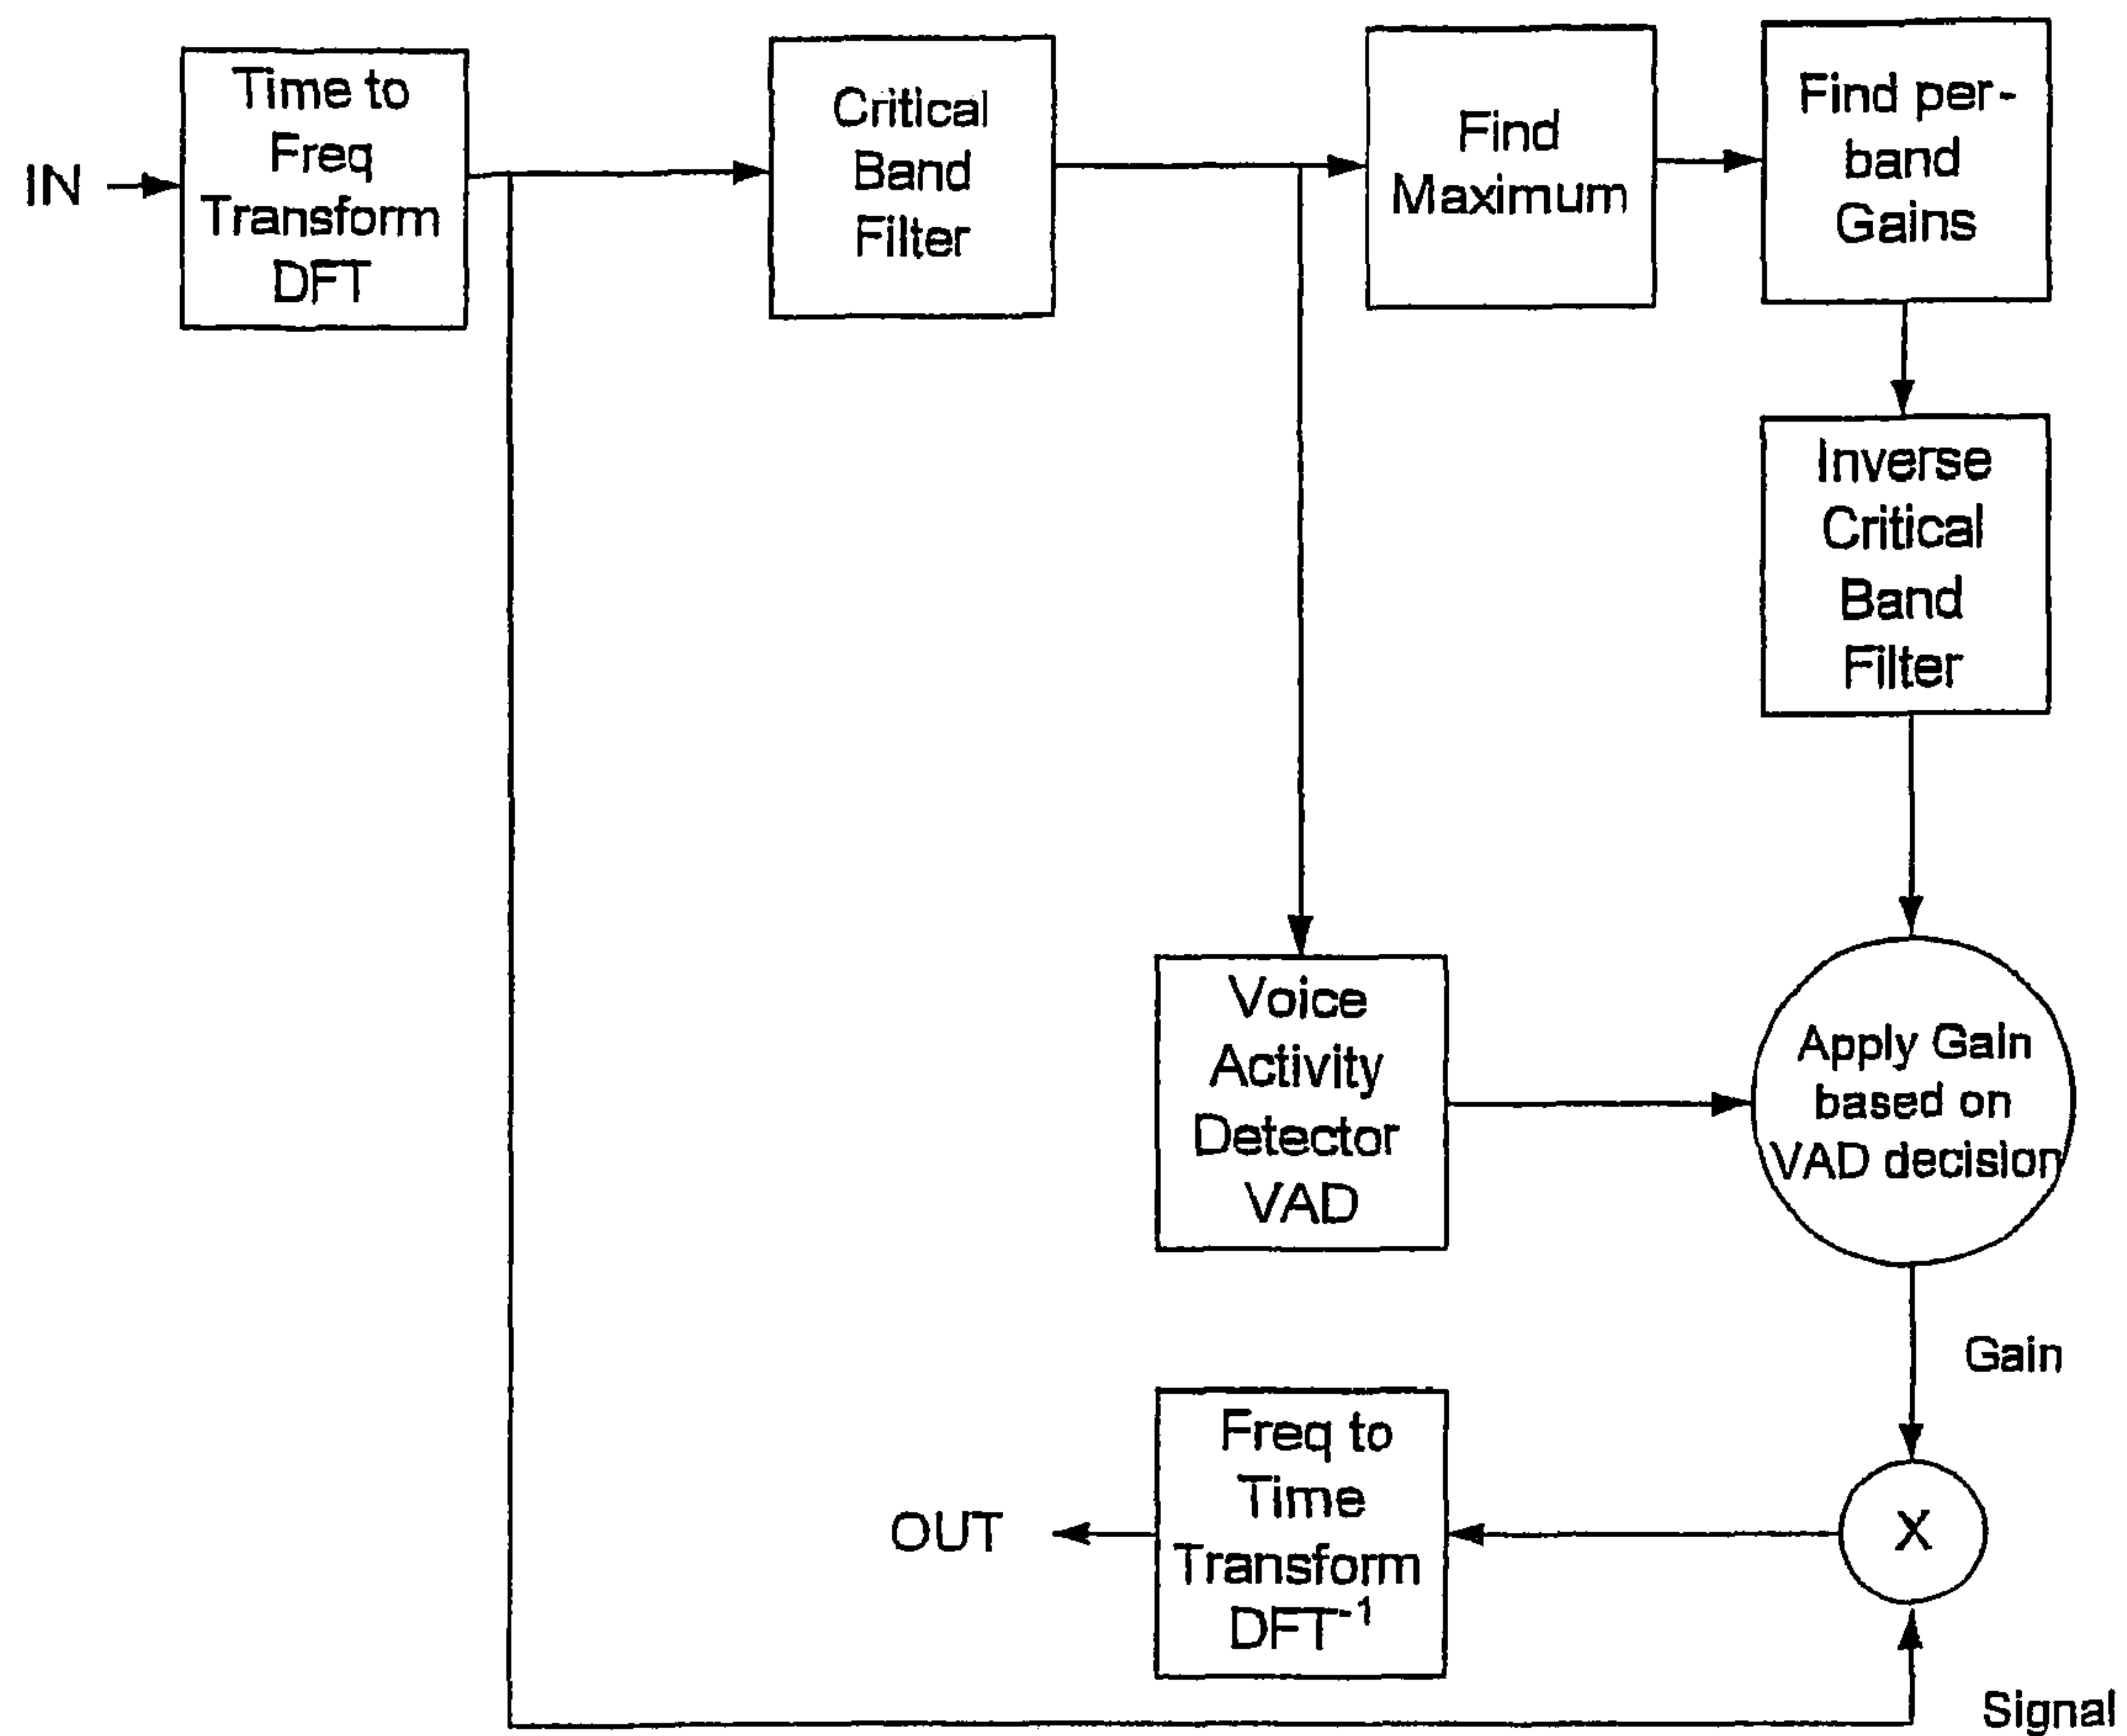 IN
Time to
Freq
Transform
DFT
Critical
Band
Filter
Find
Maximum
Find per-
band
Gains
Inverse
Critical
Band
Filter
Voice
Activity
Detector
VAD
Apply Gain
based on
VAD decision
Gain
X
Freq to
Time
Transform
DFT⁻¹
OUT
Signal